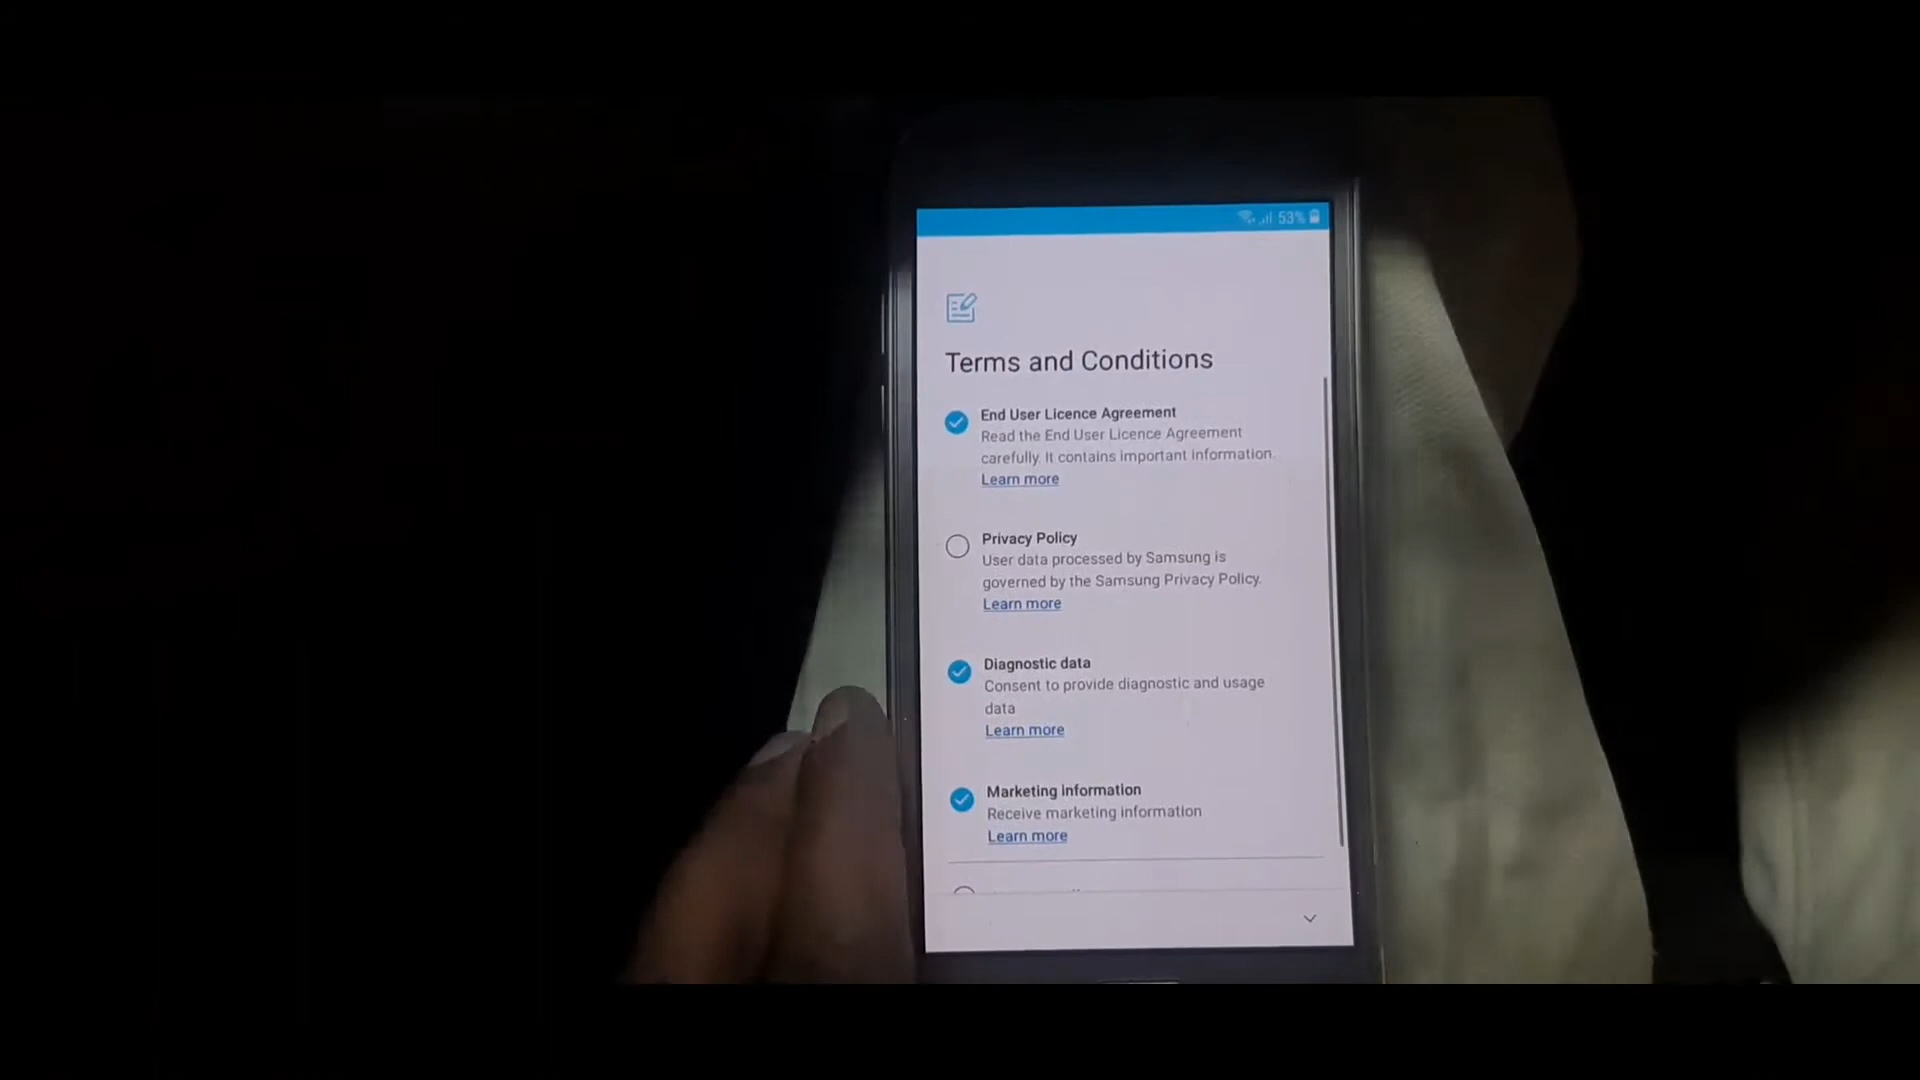 53%
Terms and Conditions
End User Licence Agreement
Read the End User Licence Agreement
carefully. It contains important information.
Learn more
Privacy Policy
User data processed by Samsung is
governed by the Samsung Privacy Policy.
Learn more
Diagnostic data
Consent to provide diagnostic and usage
data
Learn more
Marketing information
Receive marketing information
Learn more